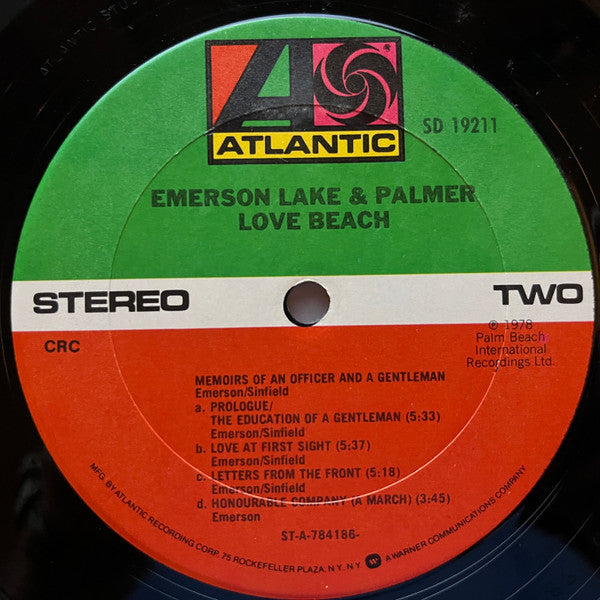 ATLANTIC STUDIO
A
®
ATLANTIC
SD 19211
EMERSON LAKE & PALMER
LOVE BEACH
STEREO
TWO
CRC
℗ 1978
Palm Beach
International
Recordings Ltd.
MEMOIRS OF AN OFFICER AND A GENTLEMAN
Emerson/Sinfield
a. PROLOGUE/
THE EDUCATION OF A GENTLEMAN (5:33)
Emerson/Sinfield
b. LOVE AT FIRST SIGHT (5:37)
Emerson/Sinfield
c. LETTERS FROM THE FRONT (5:18)
Emerson/Sinfield
d. HONOURABLE COMPANY (A MARCH) (3:45)
Emerson
ST-A-784186-
MFG. BY ATLANTIC RECORDING CORP. 75 ROCKEFELLER PLAZA, N.Y. N.Y. W A WARNER COMMUNICATIONS COMPANY